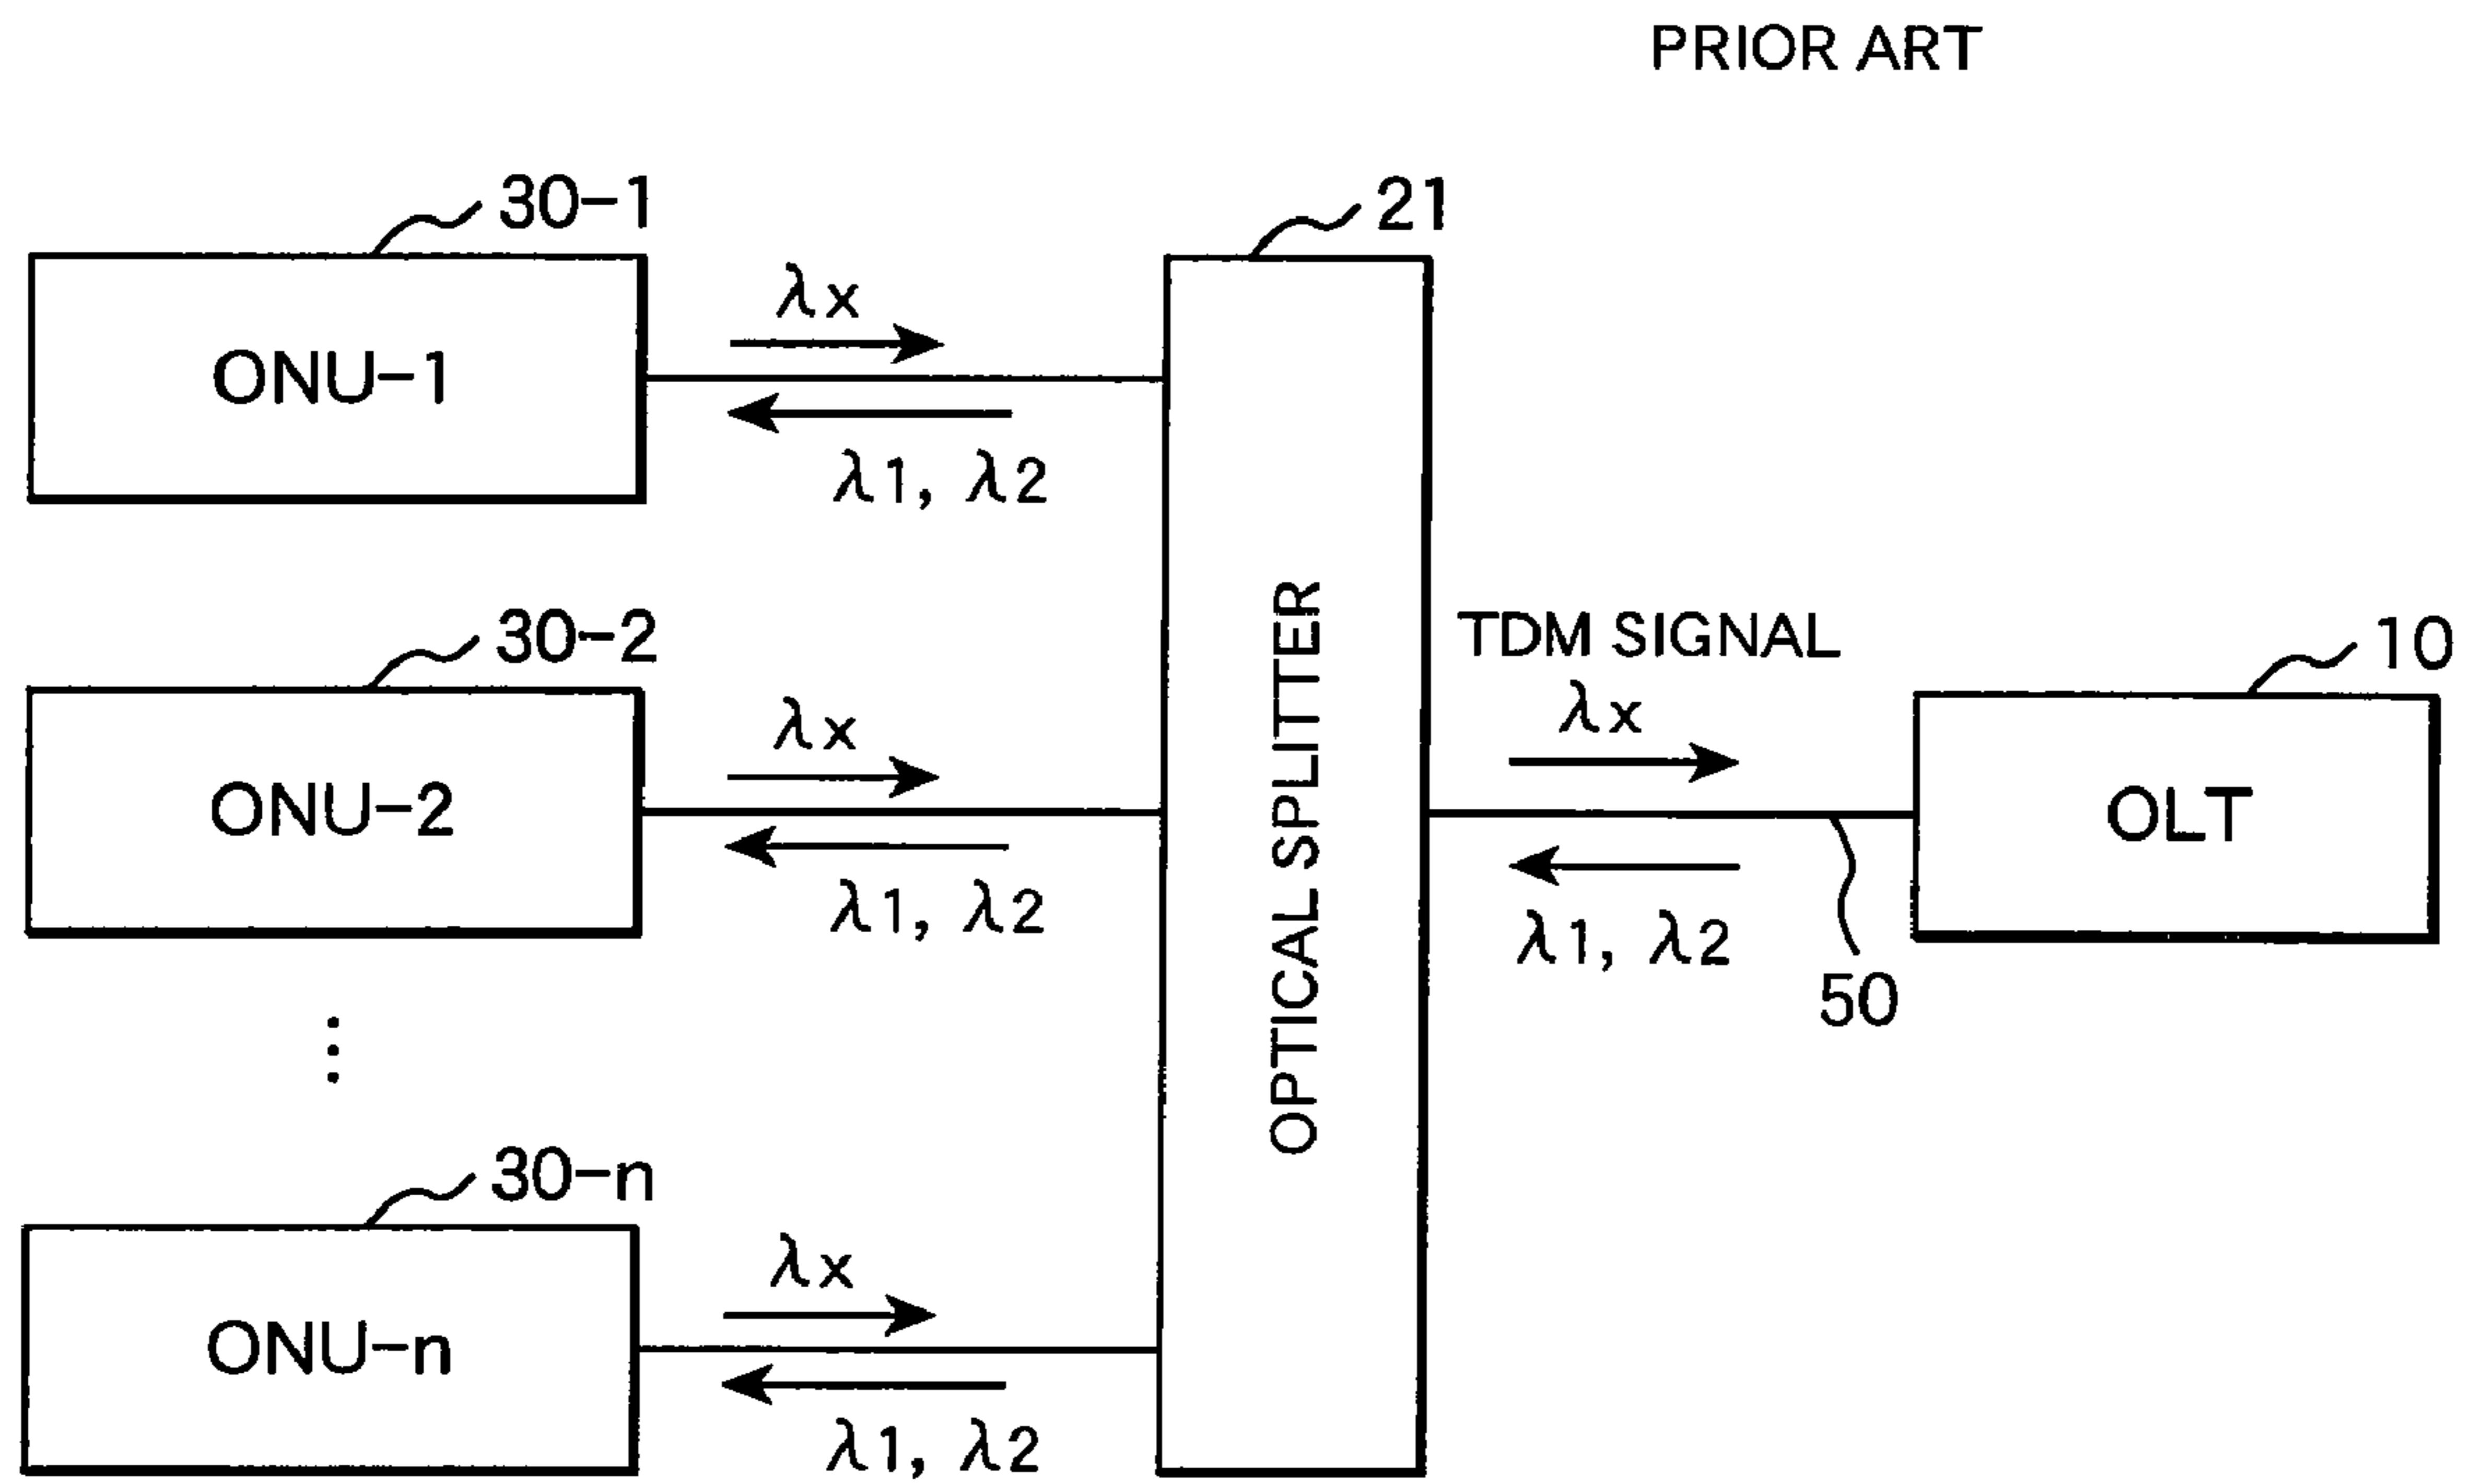 PRIOR ART
30-1
21
λx
ONU-1
λ1, λ2
30-2
TDM SIGNAL
10
λx
λx
ONU-2
OPTICAL SPLITTER
OLT
λ1, λ2
λ1, λ2
50
30-n
λx
ONU-n
λ1, λ2